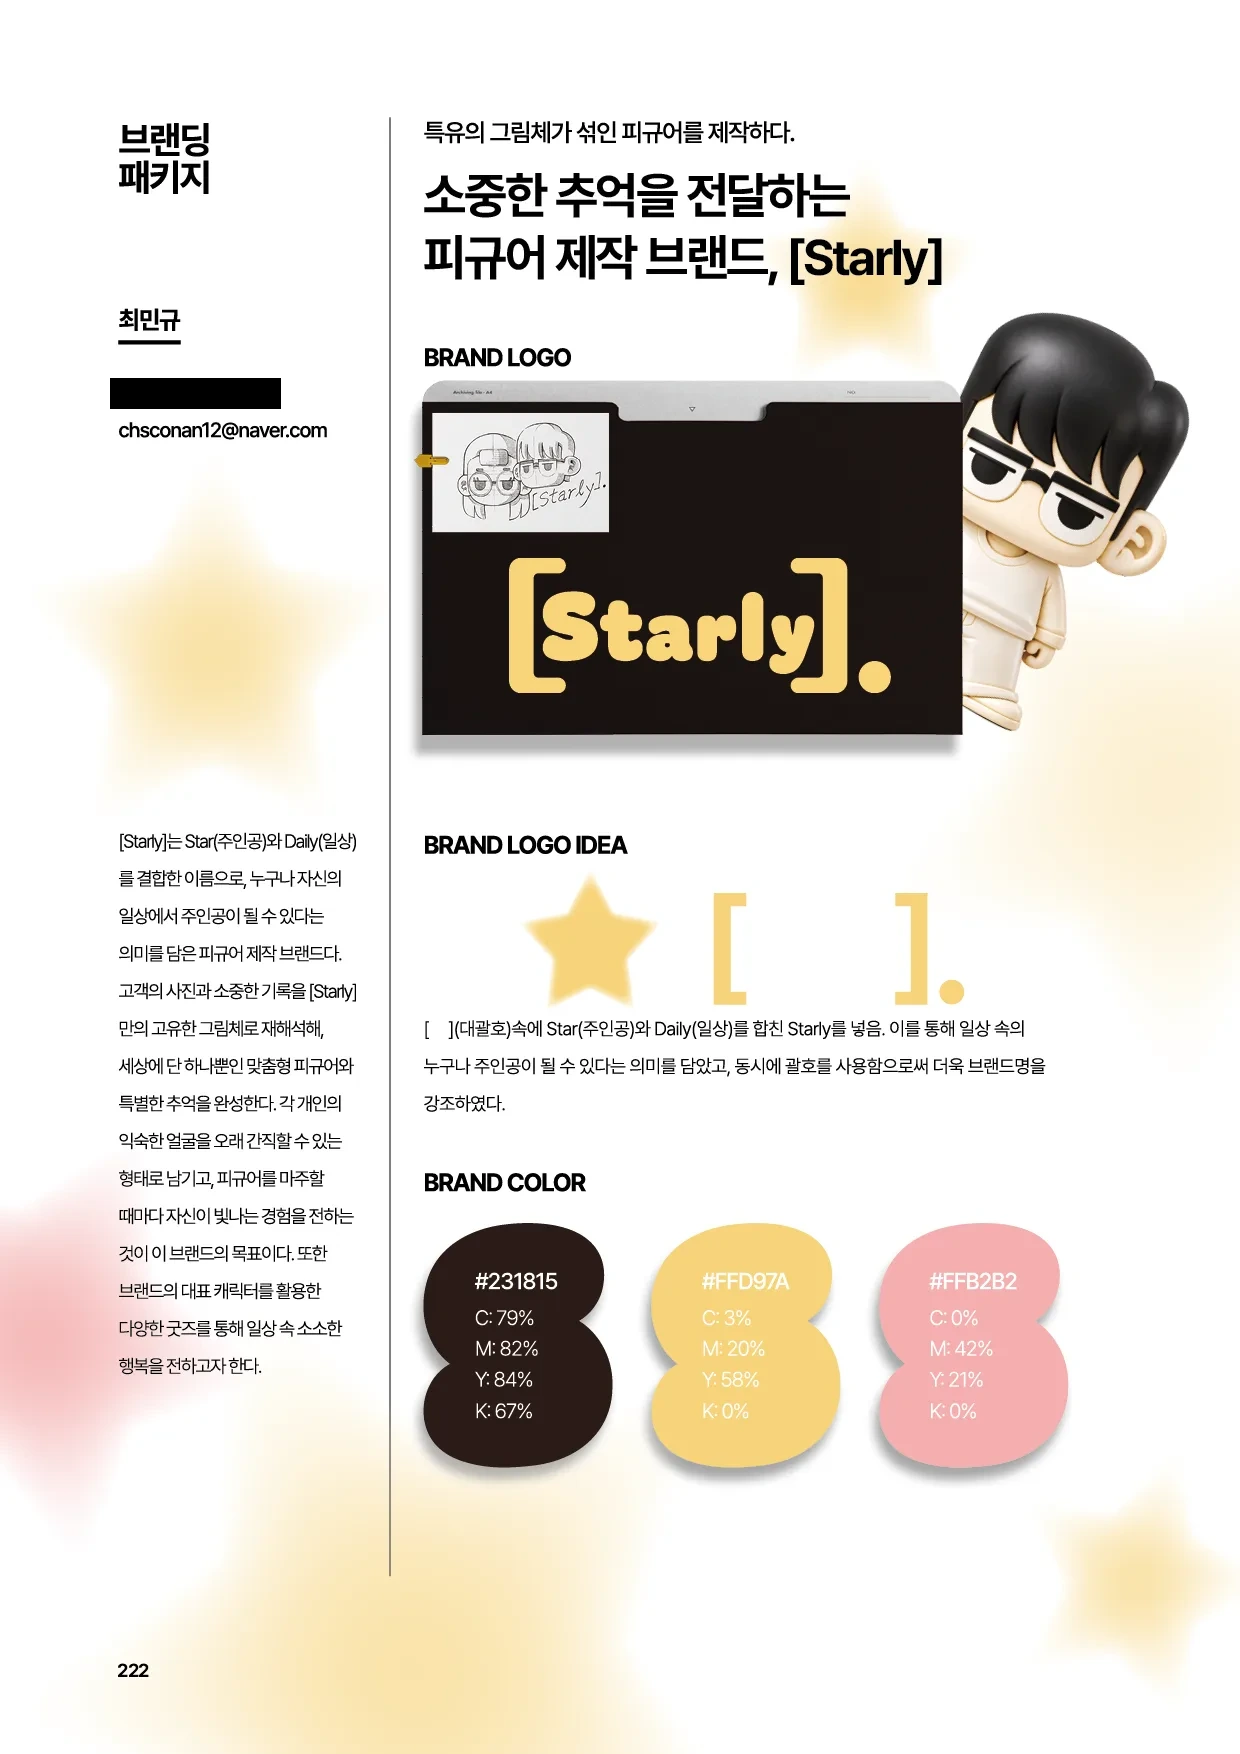 브랜딩
패키지
최민규
chsconan12@naver.com
[Starly]는 Star(주인공)와 Daily(일상)
를 결합한 이름으로, 누구나 자신의
일상에서 주인공이 될 수 있다는
의미를 담은 피규어 제작 브랜드다.
고객의 사진과 소중한 기록을 [Starly]
만의 고유한 그림체로 재해석해,
세상에 단 하나뿐인 맞춤형 피규어와
특별한 추억을 완성한다. 각 개인의
익숙한 얼굴을 오래 간직할 수 있는
형태로 남기고, 피규어를 마주할
때마다 자신이 빛나는 경험을 전하는
것이 이 브랜드의 목표이다. 또한
브랜드의 대표 캐릭터를 활용한
다양한 굿즈를 통해 일상 속 소소한
행복을 전하고자 한다.
222
특유의 그림체가 섞인 피규어를 제작하다.
소중한 추억을 전달하는
피규어 제작 브랜드, [Starly]
BRAND LOGO
Archiving file - A4
NO.
[Starly].
[Starly].
BRAND LOGO IDEA
[ ].
[ ](대괄호)속에 Star(주인공)와 Daily(일상)를 합친 Starly를 넣음. 이를 통해 일상 속의
누구나 주인공이 될 수 있다는 의미를 담았고, 동시에 괄호를 사용함으로써 더욱 브랜드명을
강조하였다.
BRAND COLOR
#231815
C: 79%
M: 82%
Y: 84%
K: 67%
#FFD97A
C: 3%
M: 20%
Y: 58%
K: 0%
#FFB2B2
C: 0%
M: 42%
Y: 21%
K: 0%